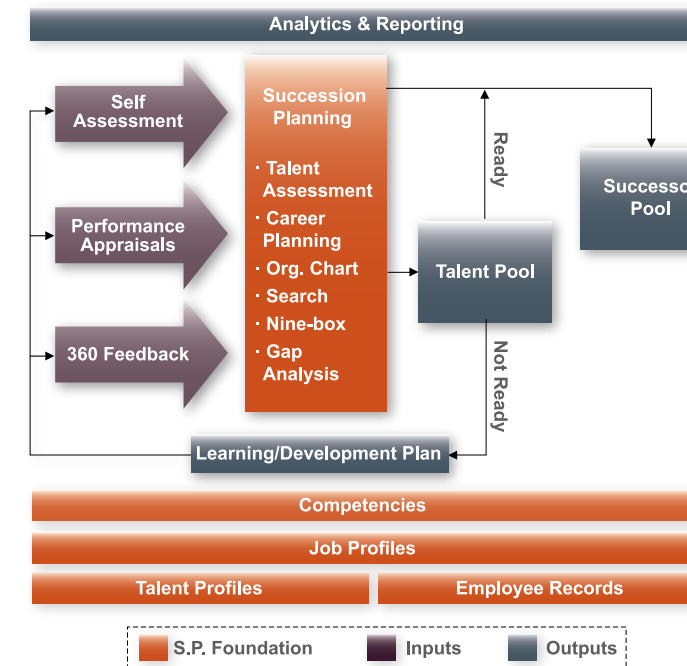 Analytics & Reporting
Self
Assessment
Performance
Appraisals
360 Feedback
Succession
Planning
· Talent
Assessment
· Career
Planning
· Org. Chart
· Search
· Nine-box
· Gap
Analysis
Ready
Talent Pool
Not Ready
Successo
Pool
Learning/Development Plan
Competencies
Job Profiles
Talent Profiles
Employee Records
S.P. Foundation
Inputs
Outputs